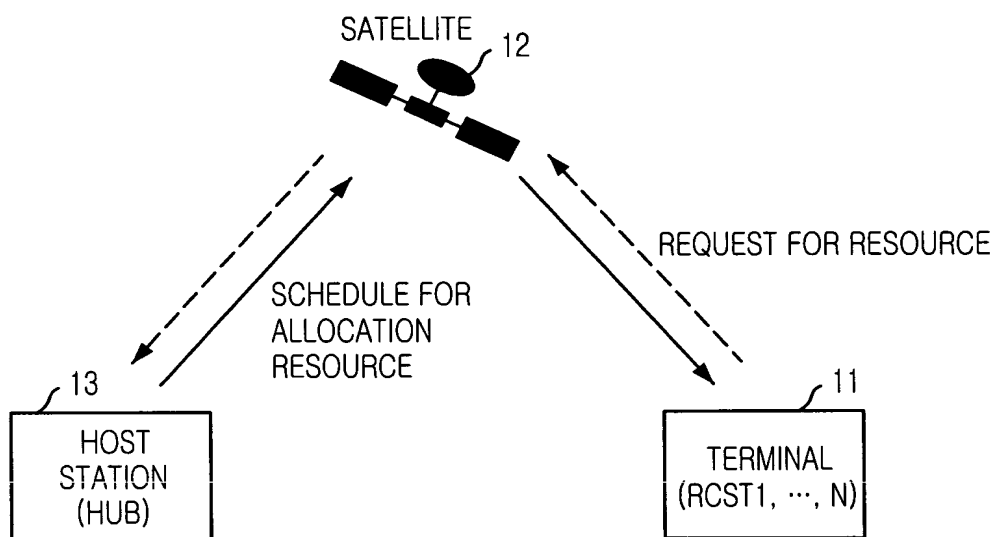 SATELLITE
12
REQUEST FOR RESOURCE
SCHEDULE FOR
ALLOCATION
RESOURCE
13
HOST
STATION
(HUB)
11
TERMINAL
(RCST1, ···, N)